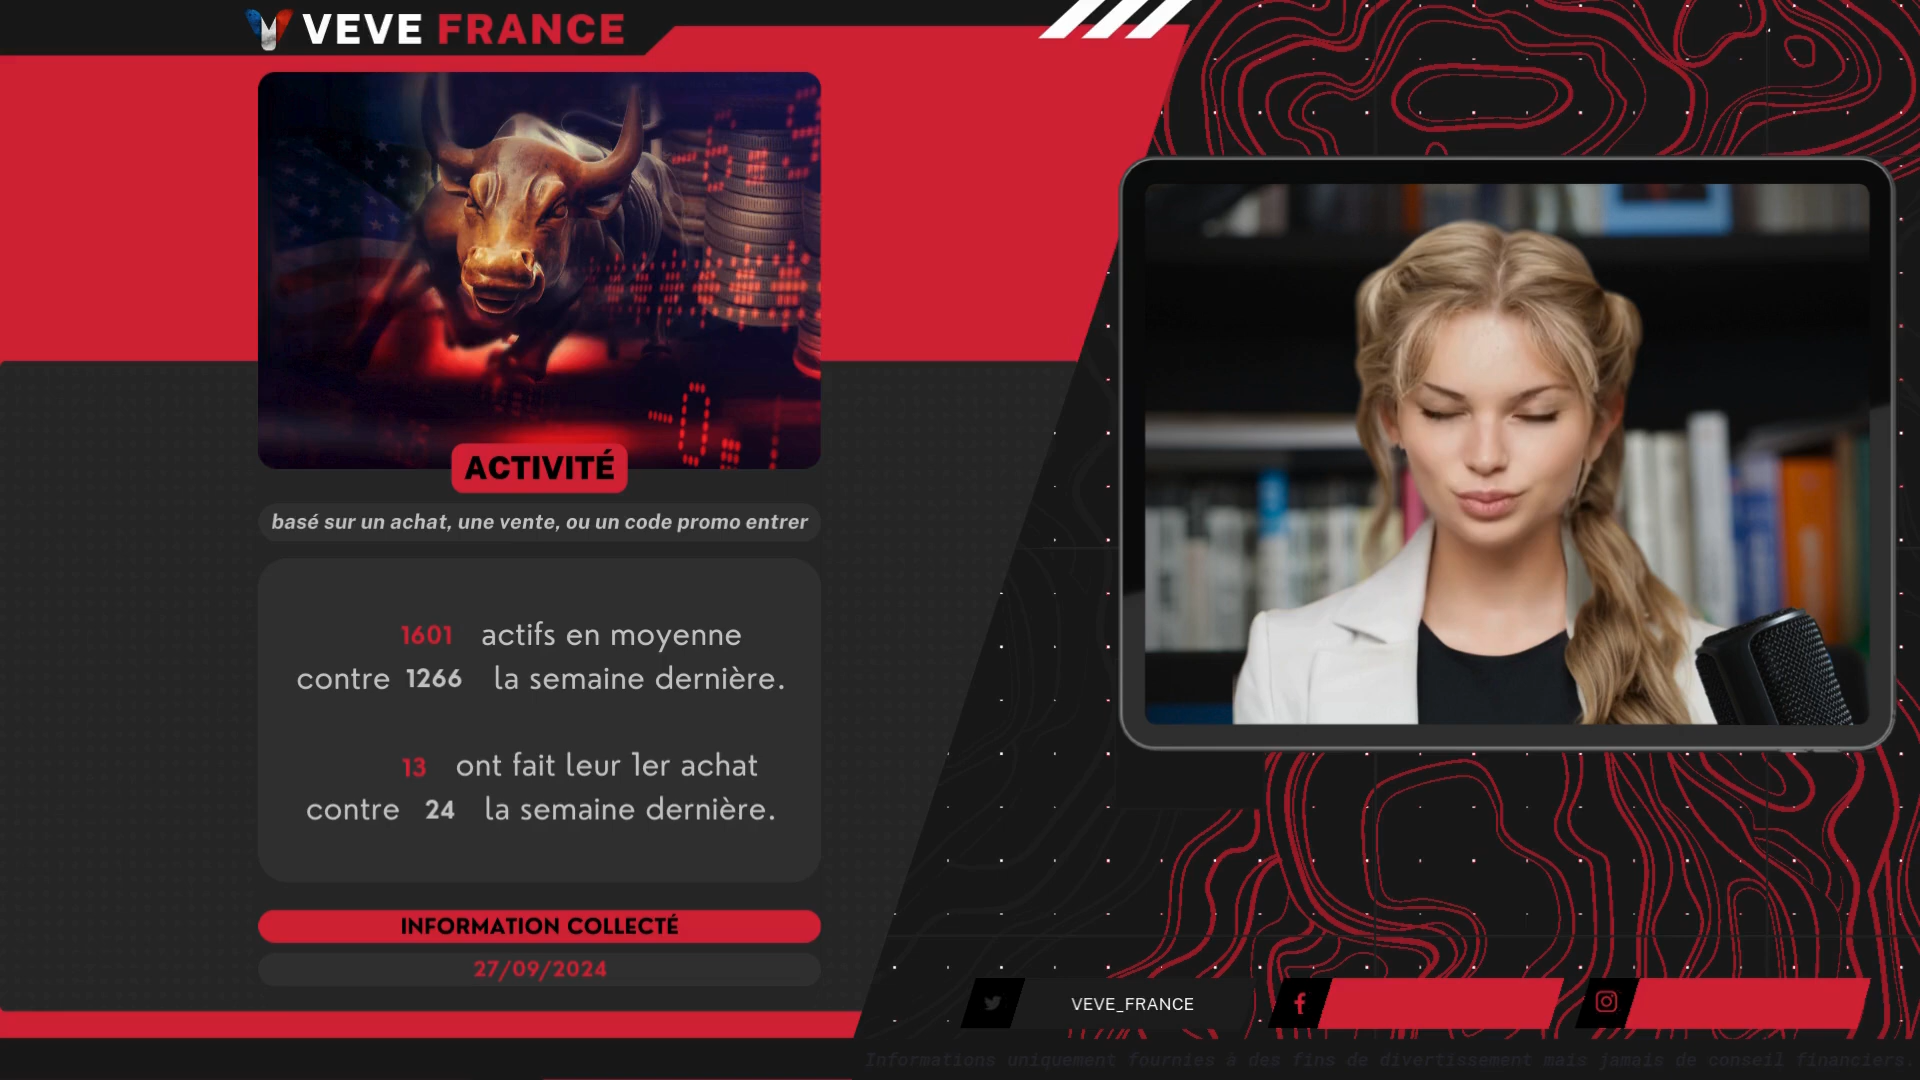 VEVE FRANCE
ACTIVITÉ
basé sur un achat, une vente, ou un code promo entrer
1601 actifs en moyenne
contre 1266 la semaine dernière.
13 ont fait leur 1er achat
contre 24 la semaine dernière.
INFORMATION COLLECTÉ
27/09/2024
VEVE_FRANCE
Informations uniquement fournies à des fins de divertissement mais jamais de conseil financiers.